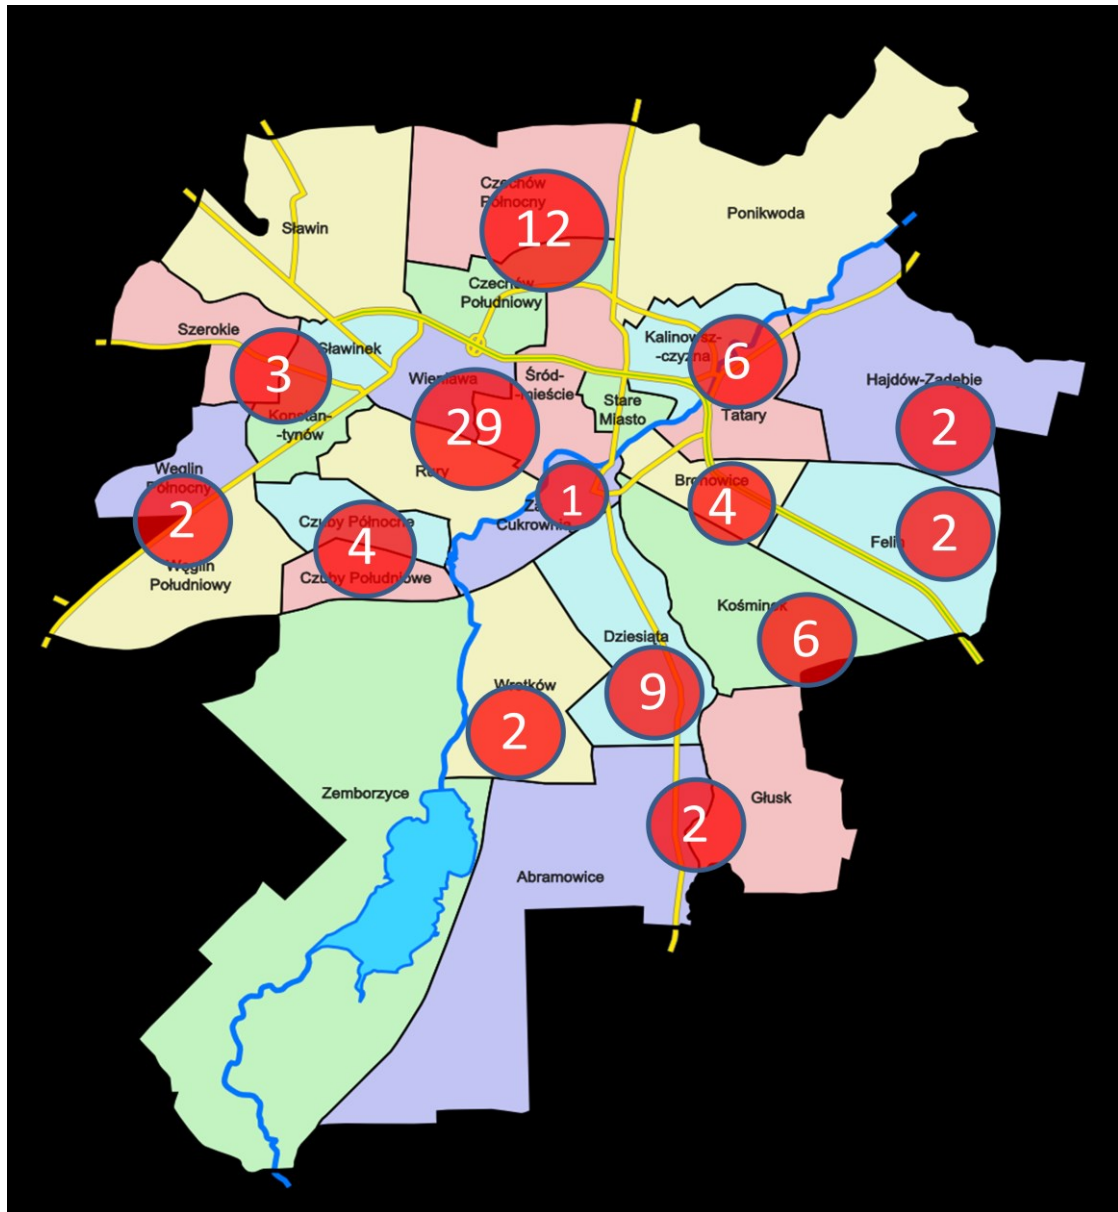 Czechów
Północny
12
Ponikwoda
Sławin
Czechów
Południowy
Szerokie
Sławinek
3
Kalinowsz-
-czyzna
6
Wieniawa
Śród-
-mieście
Hajdów-Zadębie
Stare
Miasto
Tatary
2
Konstan-
-tynów
29
Rury
Węglin
Północny
2
Bronowice
4
1
Za
Cukrownią
Czuby Północne
4
Czuby Południowe
Felin
2
Węglin
Południowy
Kośminek
6
Dziesiąta
9
Wrotków
2
Zemborzyce
Głusk
2
Abramowice